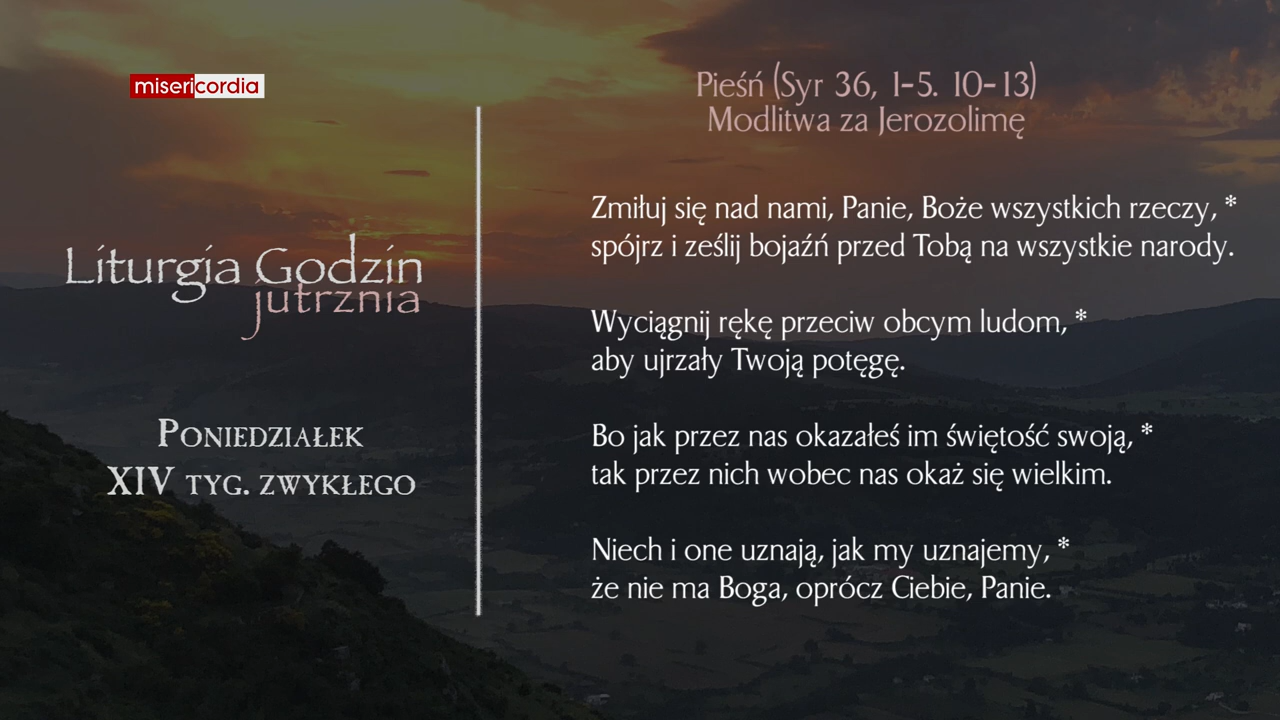 misericordia
Liturgia Godzin
jutrznia
Poniedziałek
XIV tyg. zwykłego
Pieśń (Syr 36, 1-5. 10-13)
Modlitwa za Jerozolimę
Zmiłuj się nad nami, Panie, Boże wszystkich rzeczy, *
spójrz i ześlij bojaźń przed Tobą na wszystkie narody.
Wyciągnij rękę przeciw obcym ludom, *
aby ujrzały Twoją potęgę.
Bo jak przez nas okazałeś im świętość swoją, *
tak przez nich wobec nas okaż się wielkim.
Niech i one uznają, jak my uznajemy, *
że nie ma Boga, oprócz Ciebie, Panie.